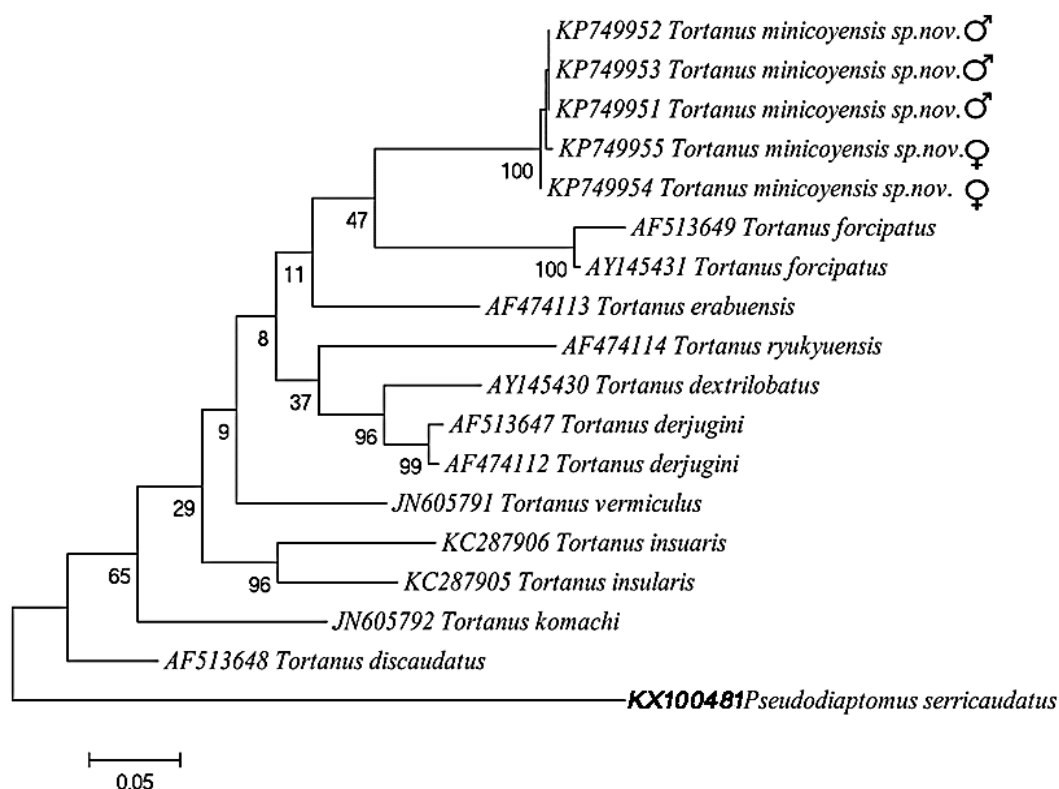 KP749952 Tortanus minicoyensis sp.nov.♂
KP749953 Tortanus minicoyensis sp.nov.♂
KP749951 Tortanus minicoyensis sp.nov.♂
KP749955 Tortanus minicoyensis sp.nov.♀
100
KP749954 Tortanus minicoyensis sp.nov. ♀
47
AF513649 Tortanus forcipatus
100
AY145431 Tortanus forcipatus
11
AF474113 Tortanus erabuensis
8
AF474114 Tortanus ryukyuensis
37
AY145430 Tortanus dextrilobatus
96
AF513647 Tortanus derjugini
9
99
AF474112 Tortanus derjugini
JN605791 Tortanus vermiculus
29
KC287906 Tortanus insuaris
65
96
KC287905 Tortanus insularis
JN605792 Tortanus komachi
AF513648 Tortanus discaudatus
KX100481Pseudodiaptomus serricaudatus
0.05